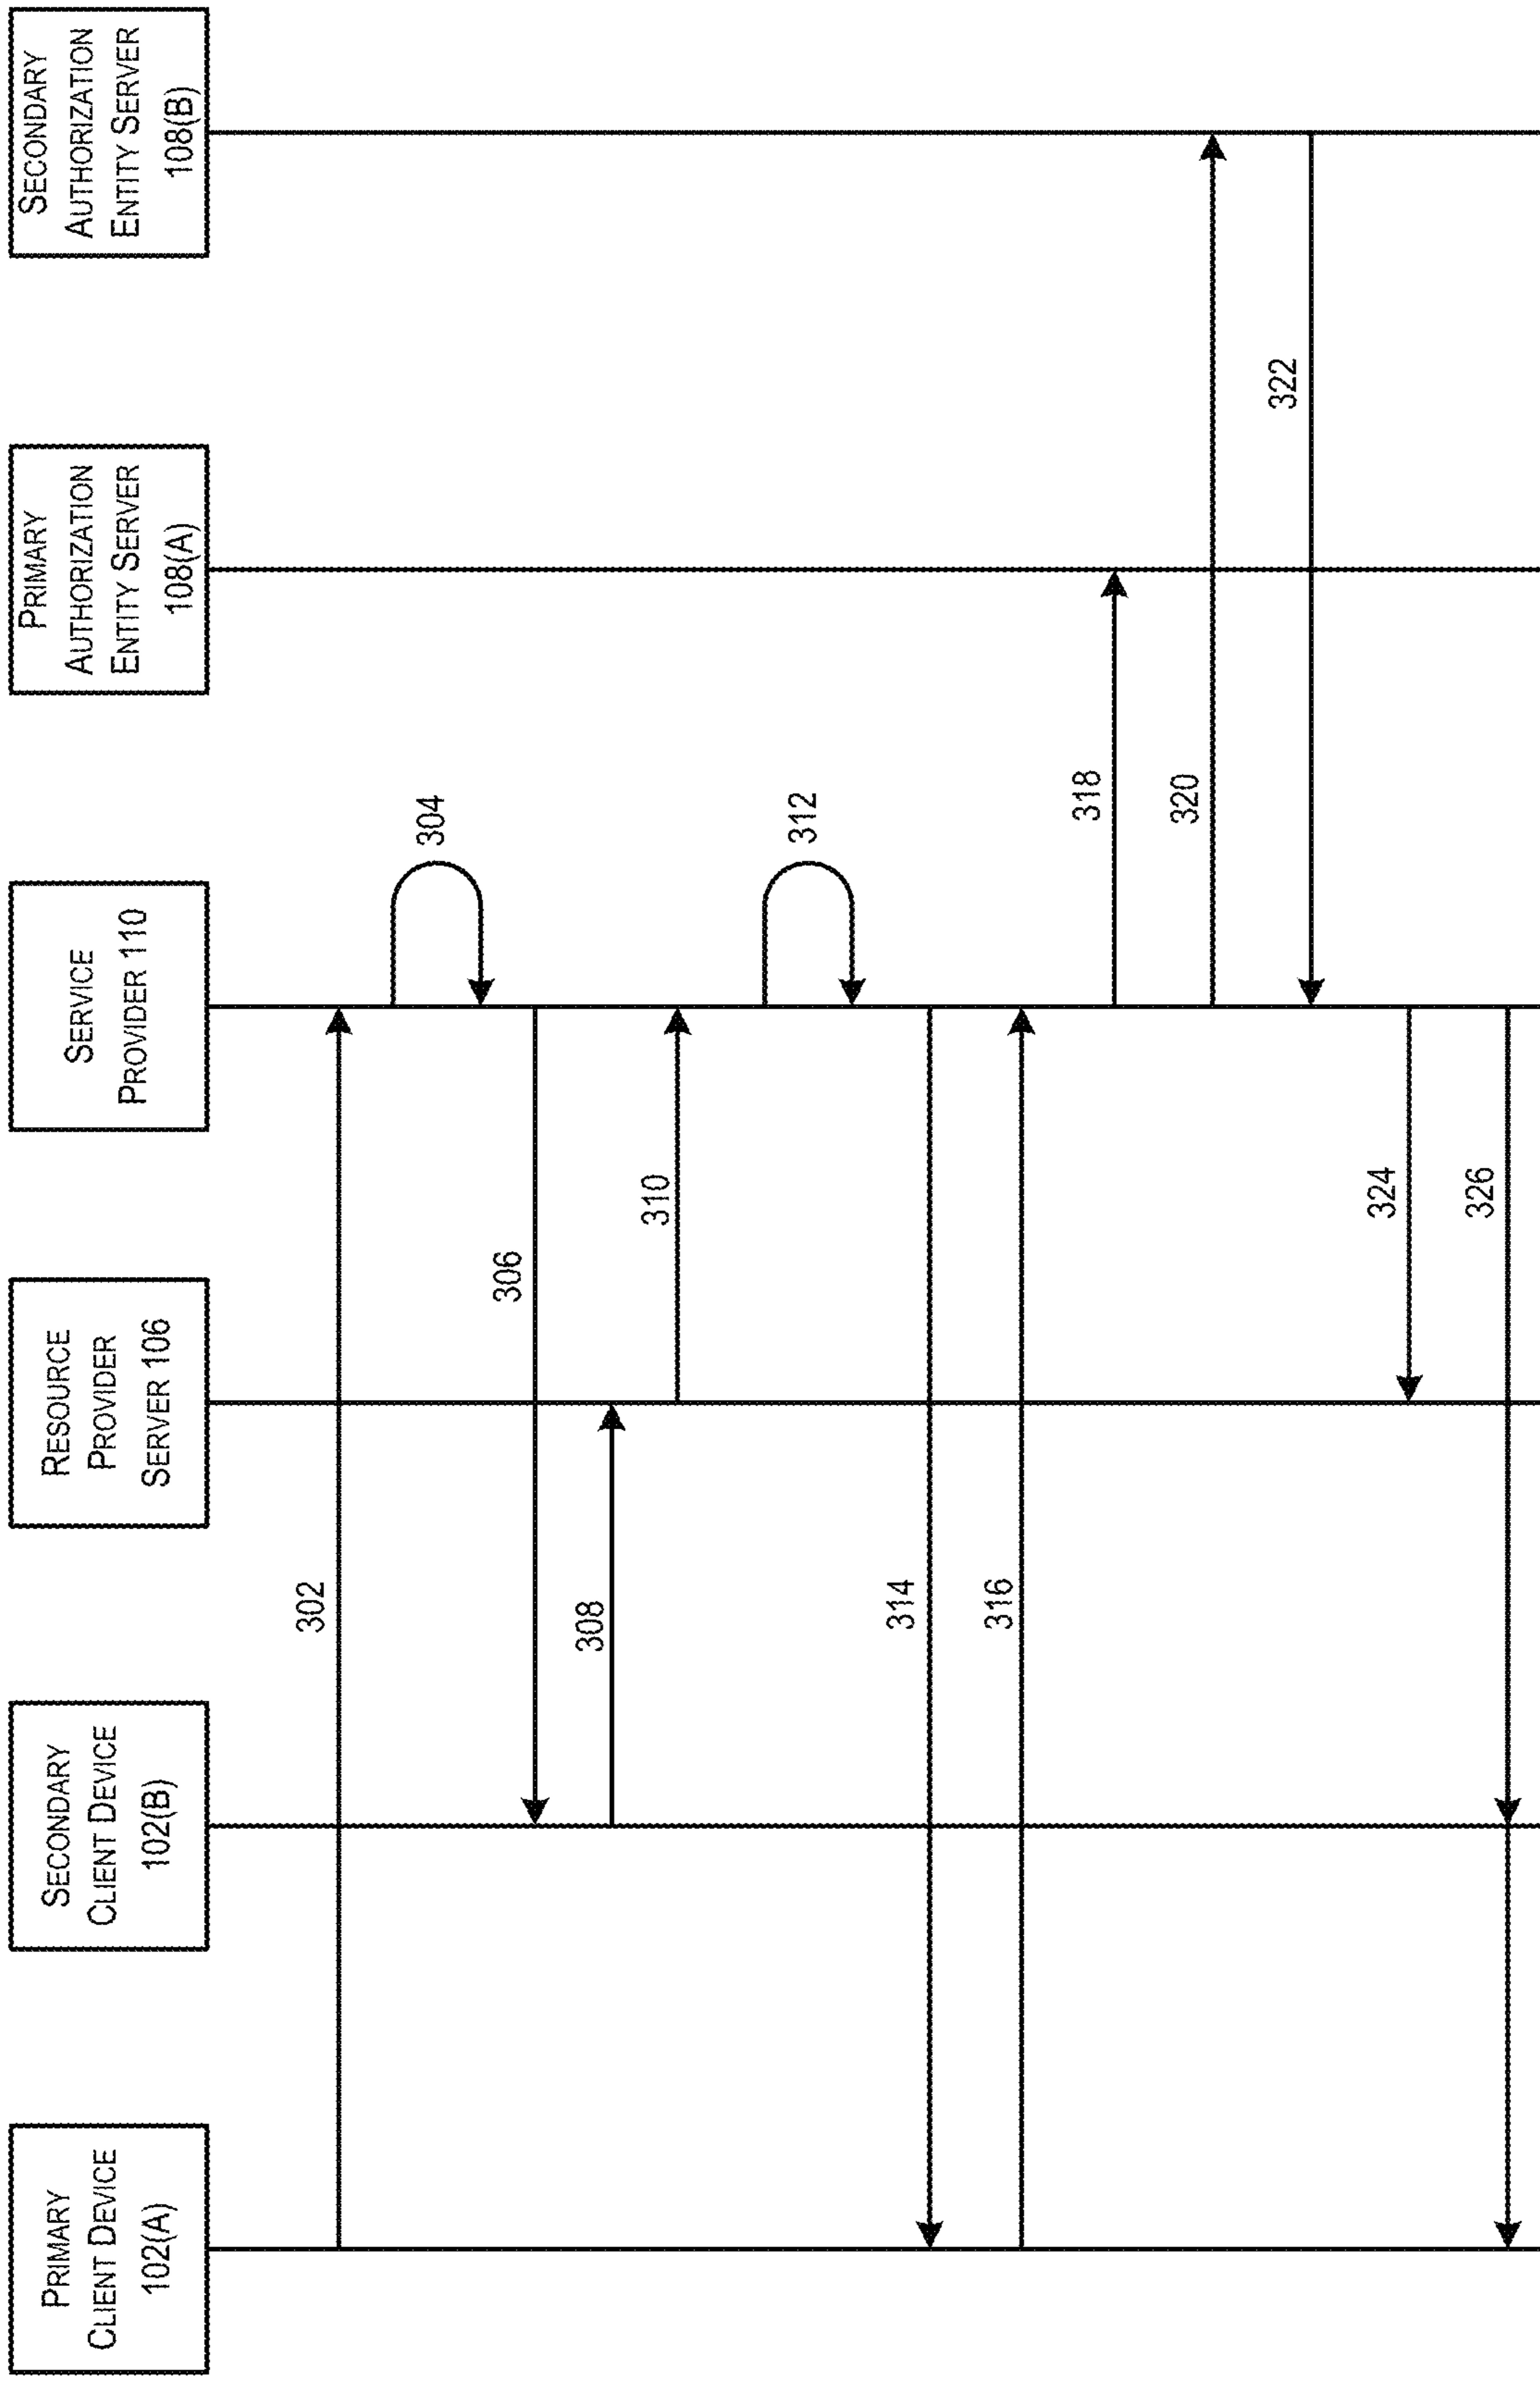 PRIMARY
CLIENT DEVICE
102(A)
SECONDARY
CLIENT DEVICE
102(B)
RESOURCE
PROVIDER
SERVER 106
SERVICE
PROVIDER 110
PRIMARY
AUTHORIZATION
ENTITY SERVER
108(A)
SECONDARY
AUTHORIZATION
ENTITY SERVER
108(B)
302
304
306
308
310
312
314
316
318
320
322
324
326